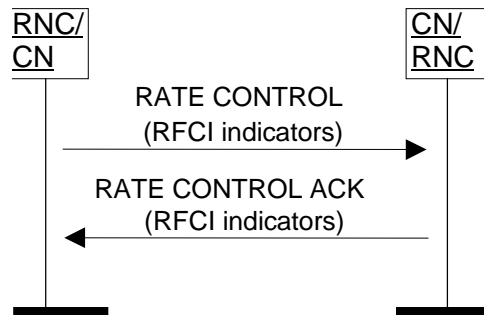 RNC/
CN
CN/
RNC
RATE CONTROL
(RFCI indicators)
RATE CONTROL ACK
(RFCI indicators)